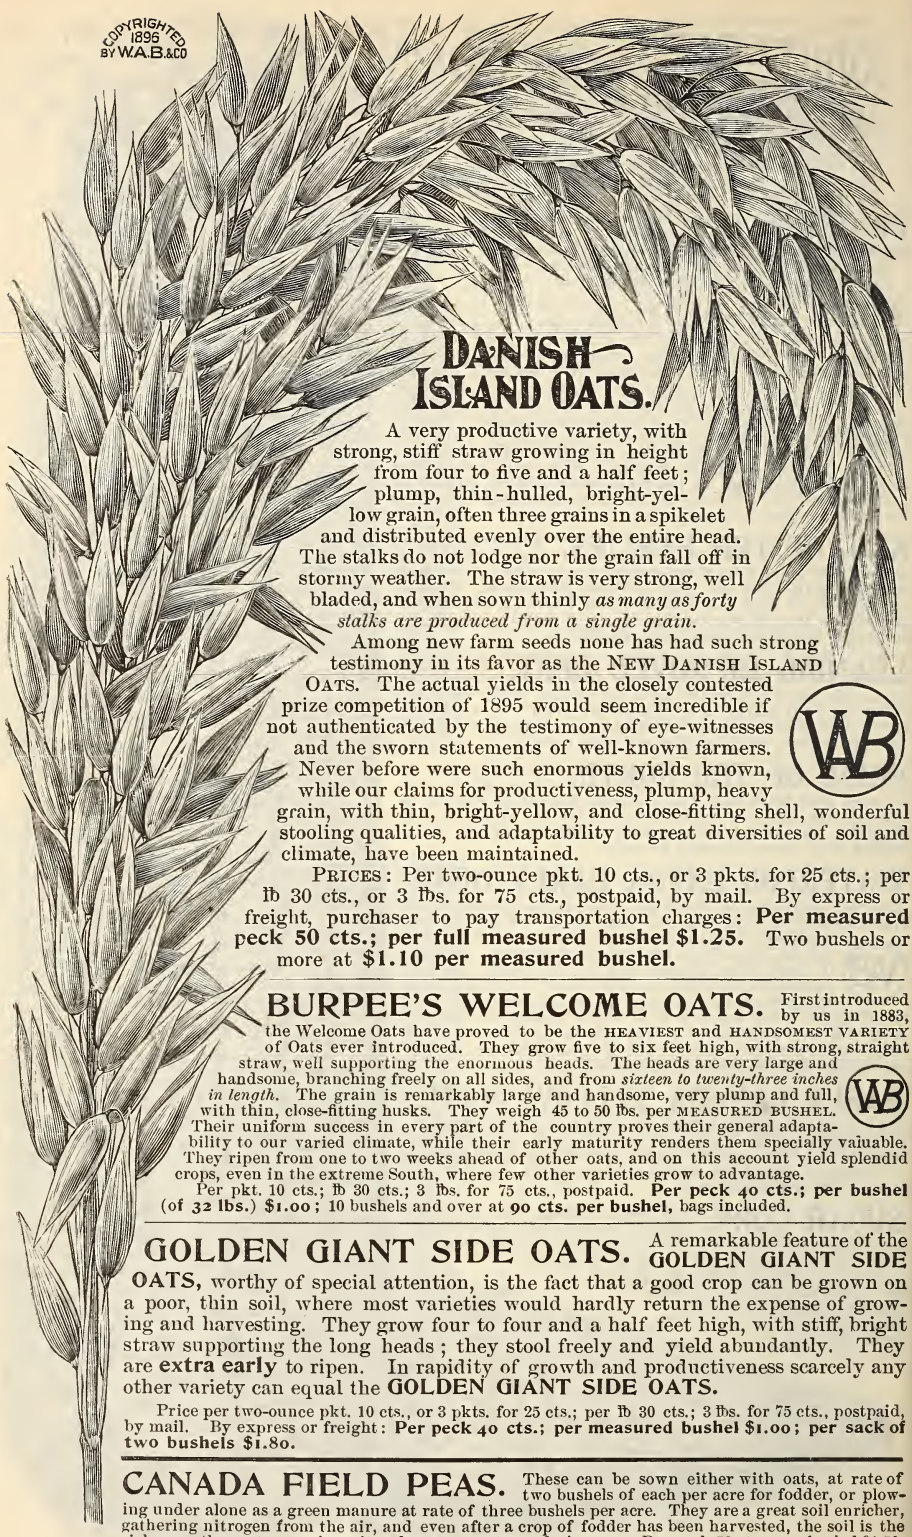 COPYRIGHTED
1896
BY W.A.B.&CO
DANISH
ISLAND OATS.
A very productive variety, with
strong, stiff straw growing in height
from four to five and a half feet;
plump, thin-hulled, bright-yel-
low grain, often three grains in a spikelet
and distributed evenly over the entire head.
The stalks do not lodge nor the grain fall off in
stormy weather. The straw is very strong, well
bladed, and when sown thinly as many as forty
stalks are produced from a single grain.
Among new farm seeds none has had such strong
testimony in its favor as the NEW DANISH ISLAND
OATS. The actual yields in the closely contested
prize competition of 1895 would seem incredible if
not authenticated by the testimony of eye-witnesses
and the sworn statements of well-known farmers.
Never before were such enormous yields known,
while our claims for productiveness, plump, heavy
WAB
grain, with thin, bright-yellow, and close-fitting shell, wonderful
stooling qualities, and adaptability to great diversities of soil and
climate, have been maintained.
PRICES: Per two-ounce pkt. 10 cts., or 3 pkts. for 25 cts.; per
lb 30 cts., or 3 lbs. for 75 cts., postpaid, by mail. By express or
freight, purchaser to pay transportation charges: Per measured
peck 50 cts.; per full measured bushel $1.25. Two bushels or
more at $1.10 per measured bushel.
BURPEE'S WELCOME OATS. First introduced
by us in 1883,
the Welcome Oats have proved to be the HEAVIEST and HANDSOMEST VARIETY
of Oats ever introduced. They grow five to six feet high, with strong, straight
straw, well supporting the enormous heads. The heads are very large and
handsome, branching freely on all sides, and from sixteen to twenty-three inches
in length. The grain is remarkably large and handsome, very plump and full,
with thin, close-fitting husks. They weigh 45 to 50 lbs. per MEASURED BUSHEL.
WAB
Their uniform success in every part of the country proves their general adapta-
bility to our varied climate, while their early maturity renders them specially valuable.
They ripen from one to two weeks ahead of other oats, and on this account yield splendid
crops, even in the extreme South, where few other varieties grow to advantage.
Per pkt. 10 cts.; lb 30 cts.; 3 lbs. for 75 cts., postpaid. Per peck 40 cts.; per bushel
(of 32 lbs.) $1.00; 10 bushels and over at 90 cts. per bushel, bags included.
GOLDEN GIANT SIDE OATS. A remarkable feature of the
GOLDEN GIANT SIDE
OATS, worthy of special attention, is the fact that a good crop can be grown on
a poor, thin soil, where most varieties would hardly return the expense of grow-
ing and harvesting. They grow four to four and a half feet high, with stiff, bright
straw supporting the long heads; they stool freely and yield abundantly. They
are extra early to ripen. In rapidity of growth and productiveness scarcely any
other variety can equal the GOLDEN GIANT SIDE OATS.
Price per two-ounce pkt. 10 cts., or 3 pkts. for 25 cts.; per lb 30 cts.; 3 lbs. for 75 cts., postpaid,
by mail. By express or freight: Per peck 40 cts.; per measured bushel $1.00; per sack of
two bushels $1.80.
CANADA FIELD PEAS. These can be sown either with oats, at rate of
two bushels of each per acre for fodder, or plow-
ing under alone as a green manure at rate of three bushels per acre. They are a great soil enricher,
gathering nitrogen from the air, and even after a crop of fodder has been harvested, the soil is the